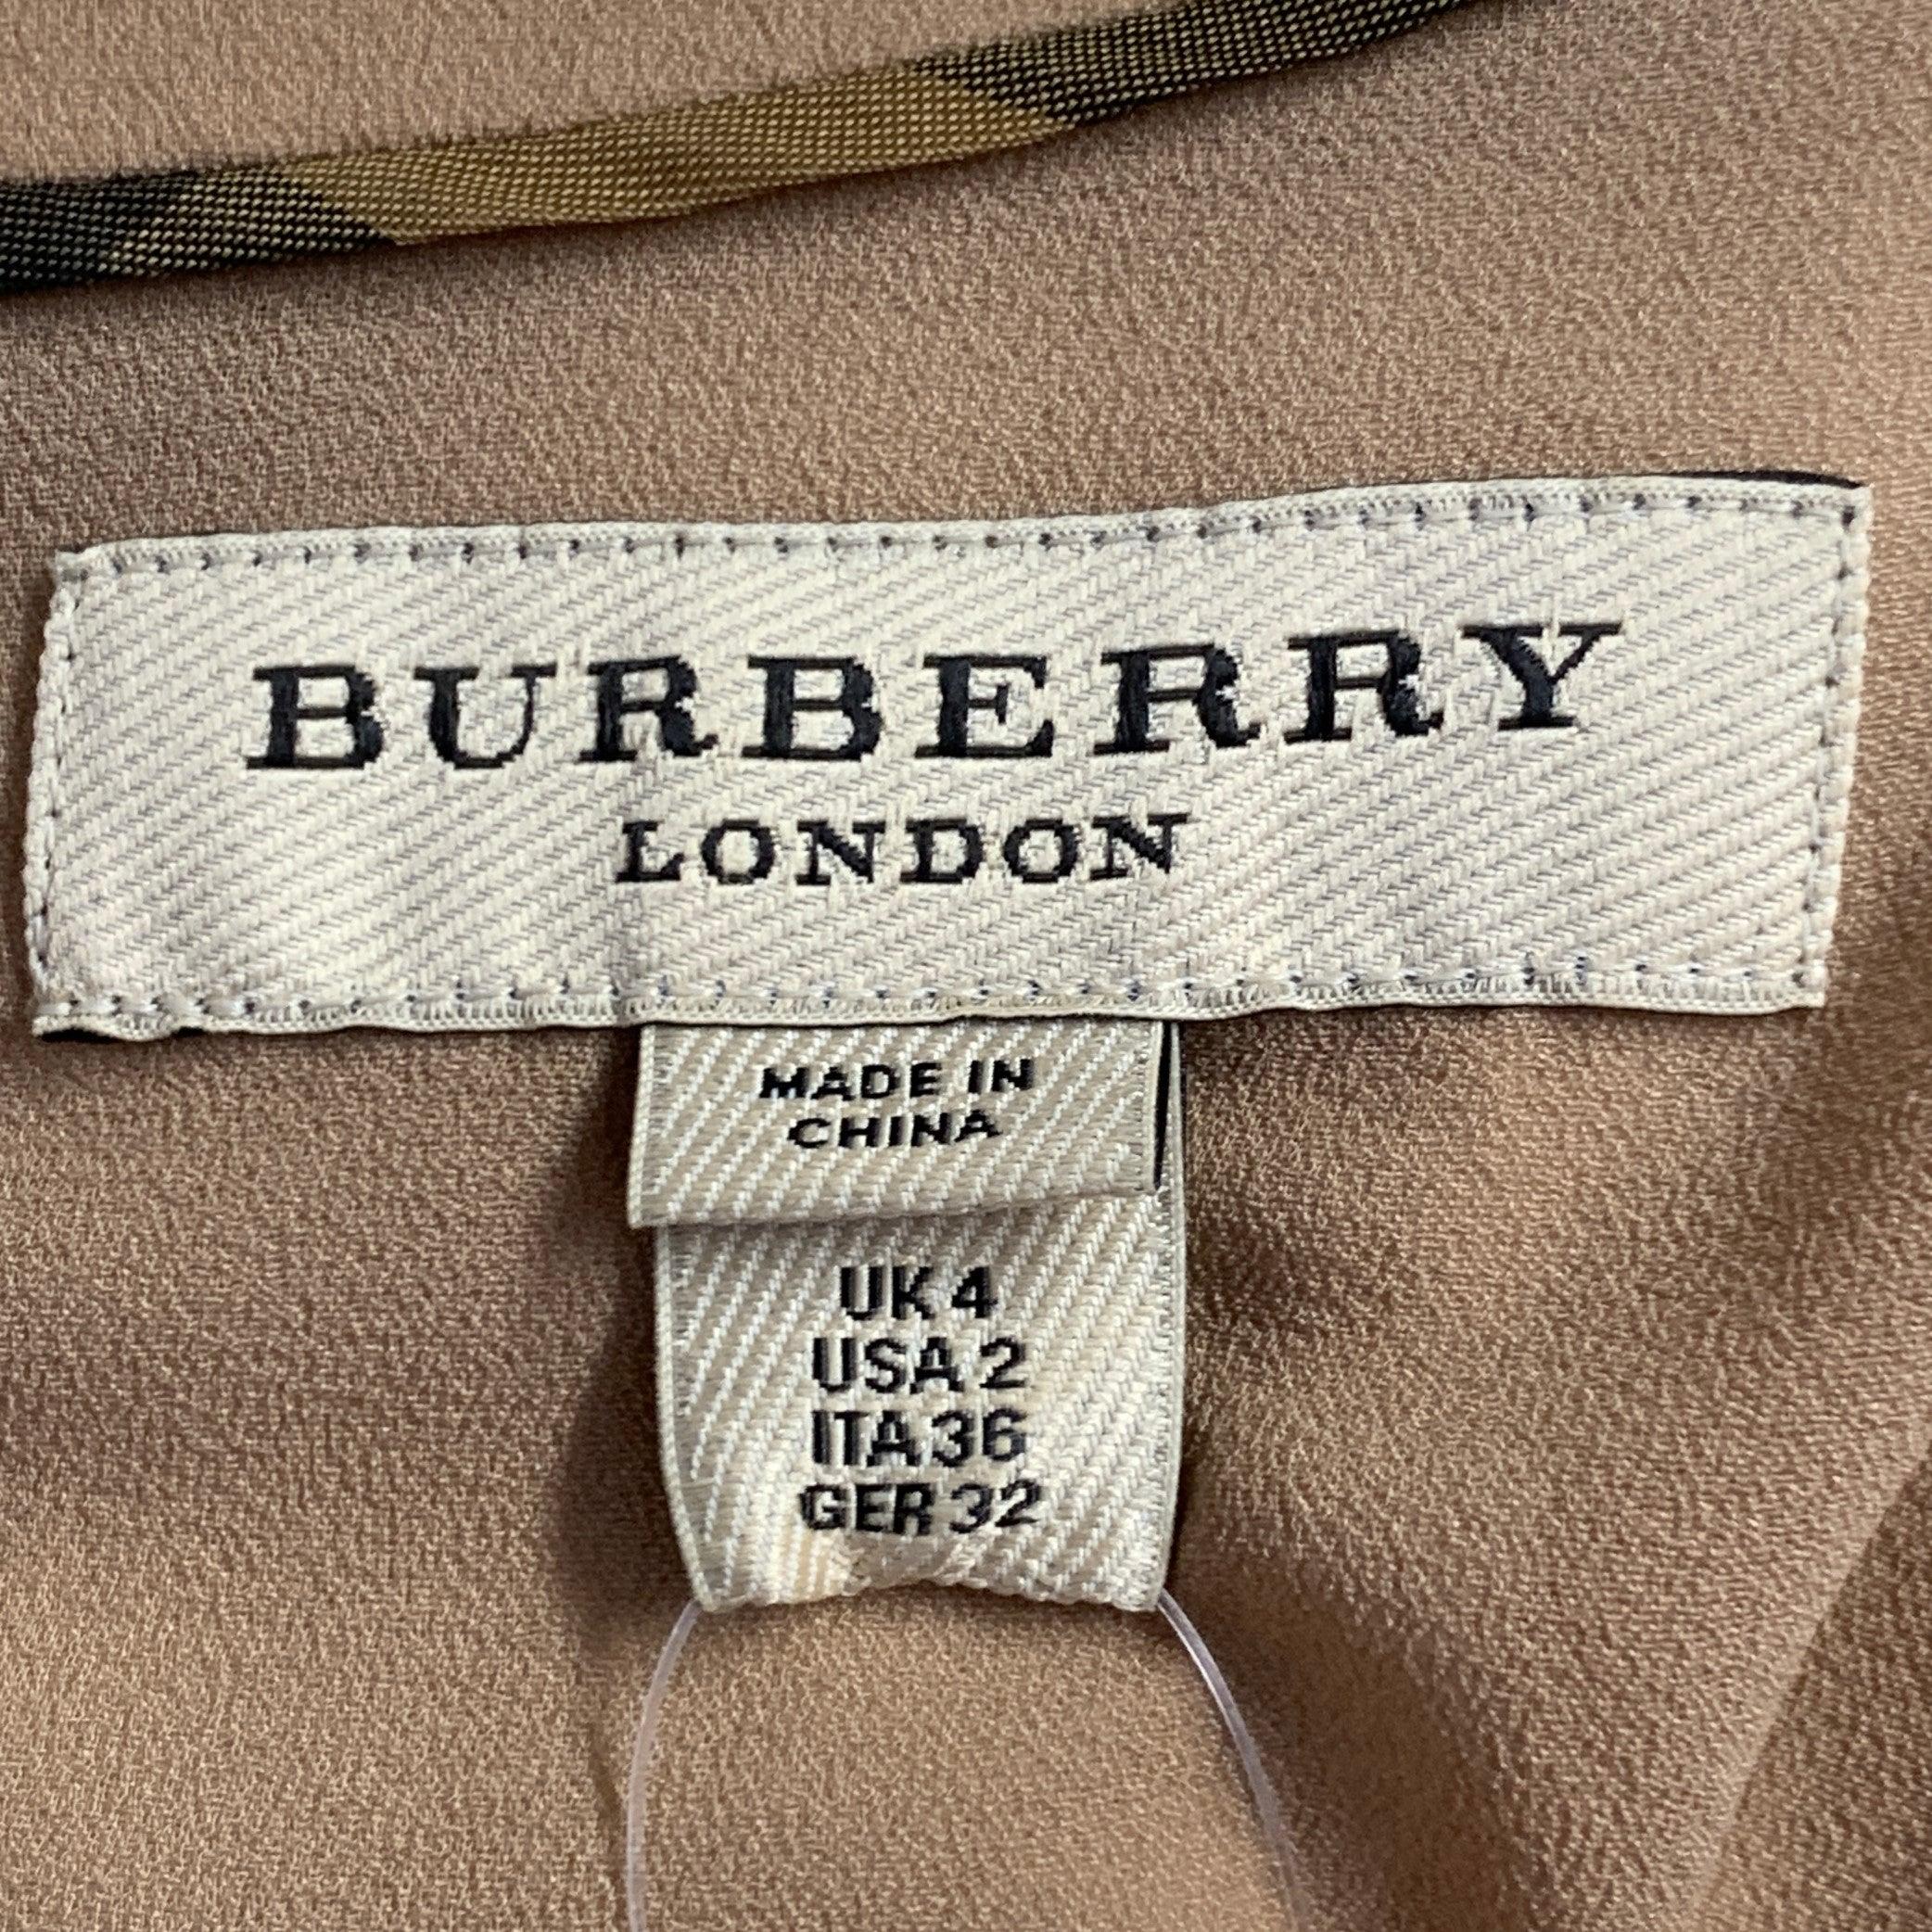 BURBERRY
LONDON
MADE IN
CHINA
UK 4
USA 2
ITA 36
GER 32